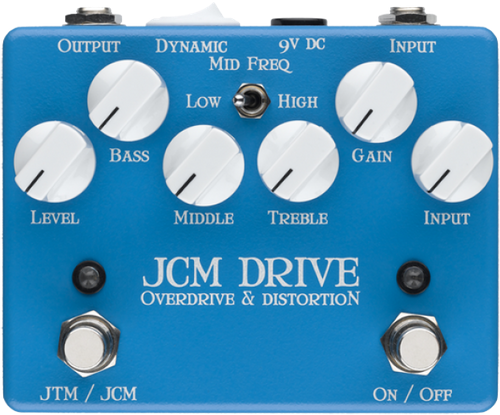 OUTPUT DYNAMIC 9V DC INPUT
MID FREQ
LOW HIGH
BASS GAIN
LEVEL MIDDLE TREBLE INPUT
JCM DRIVE
OVERDRIVE & DISTORTION
JTM / JCM ON / OFF